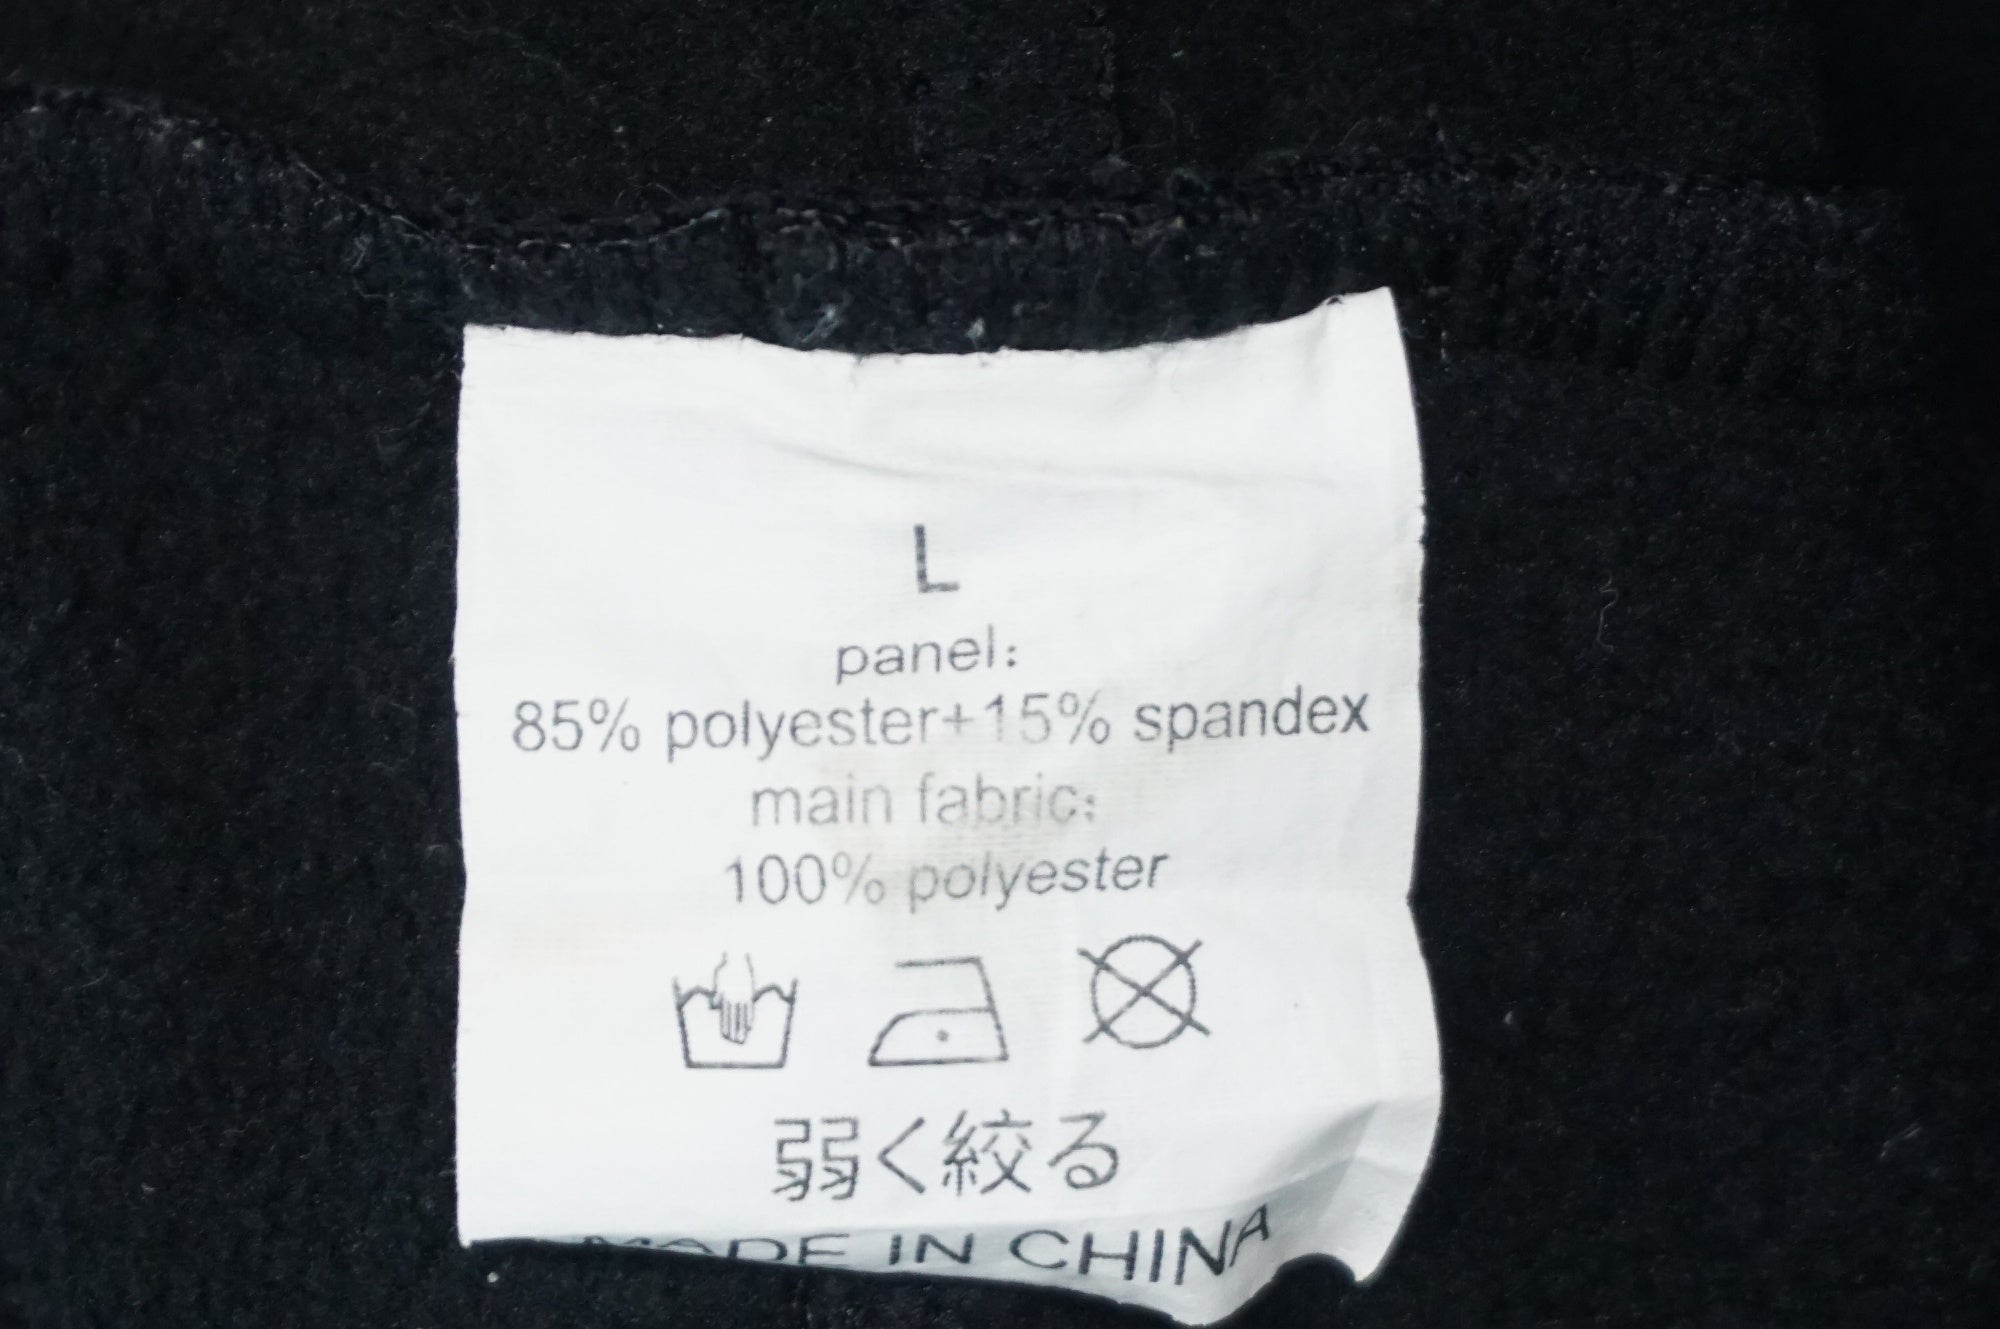 L
panel:
85% polyester+15% spandex
main fabric:
100% polyester
弱く絞る
MADE IN CHINA